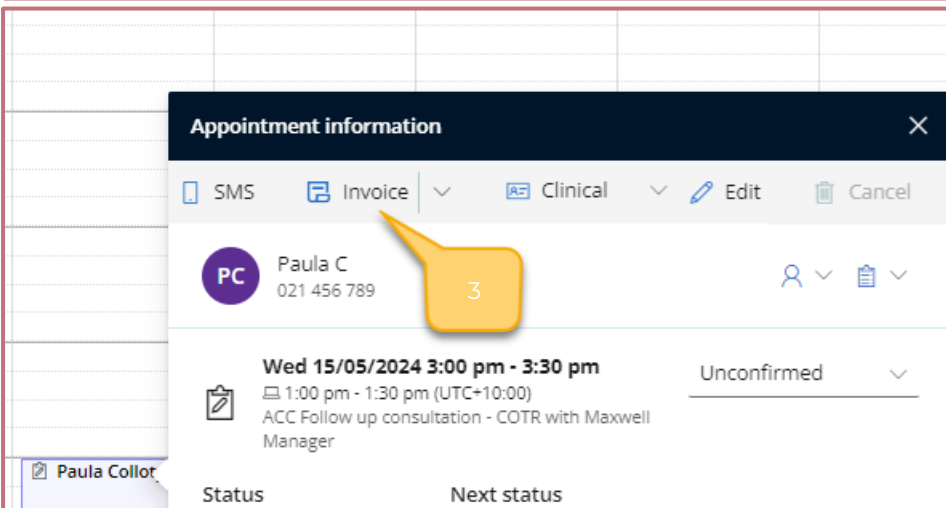 Appointment information
SMS Invoice Clinical Edit Cancel
PC
Paula C
021 456 789
3
Wed 15/05/2024 3:00 pm - 3:30 pm
Unconfirmed
1:00 pm - 1:30 pm (UTC+10:00)
ACC Follow up consultation - COTR with Maxwell
Manager
Paula Collot
Status Next status